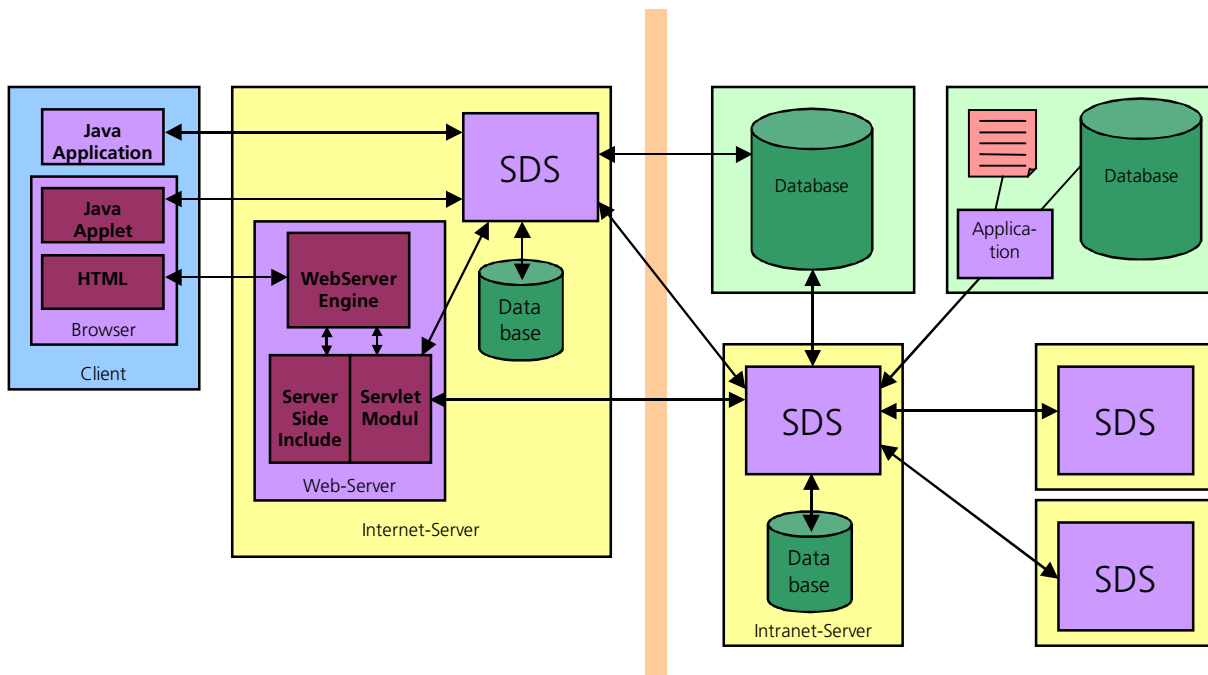 Java
Application
Java
Applet
HTML
Browser
Client
SDS
WebServer
Engine
Data
base
Server
Side
Include
Servlet
Modul
Web-Server
Internet-Server
Database
Applica-
tion
Database
SDS
Data
base
Intranet-Server
SDS
SDS